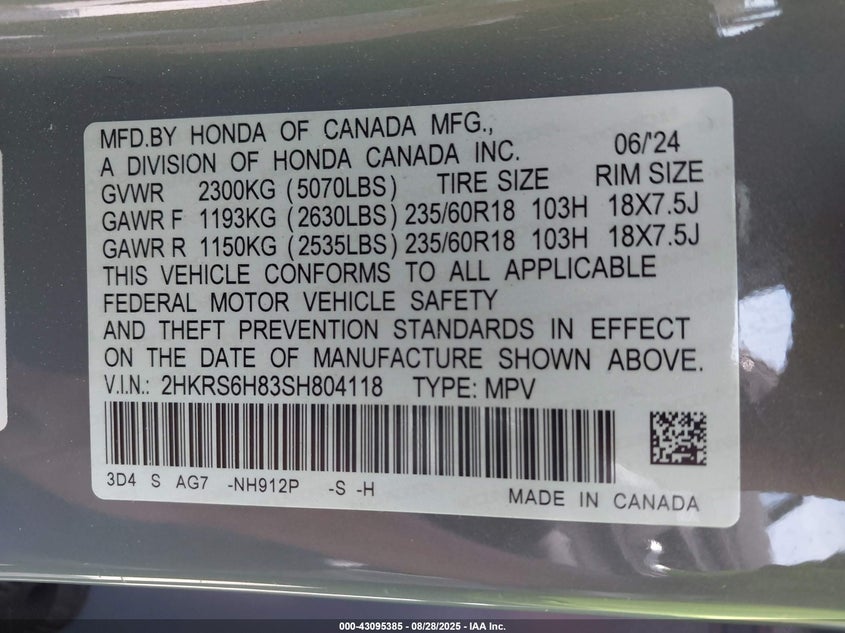 MFD.BY HONDA OF CANADA MFG.,
A DIVISION OF HONDA CANADA INC. 06/'24
GVWR 2300KG (5070LBS) TIRE SIZE RIM SIZE
GAWR F 1193KG (2630LBS) 235/60R18 103H 18X7.5J
GAWR R 1150KG (2535LBS) 235/60R18 103H 18X7.5J
THIS VEHICLE CONFORMS TO ALL APPLICABLE
FEDERAL MOTOR VEHICLE SAFETY
AND THEFT PREVENTION STANDARDS IN EFFECT
ON THE DATE OF MANUFACTURE SHOWN ABOVE.
V.I.N.: 2HKRS6H83SH804118 TYPE: MPV
3D4 S AG7 -NH912P -S -H
MADE IN CANADA
000-43095385 | 08/28/2025 - IAA Inc.